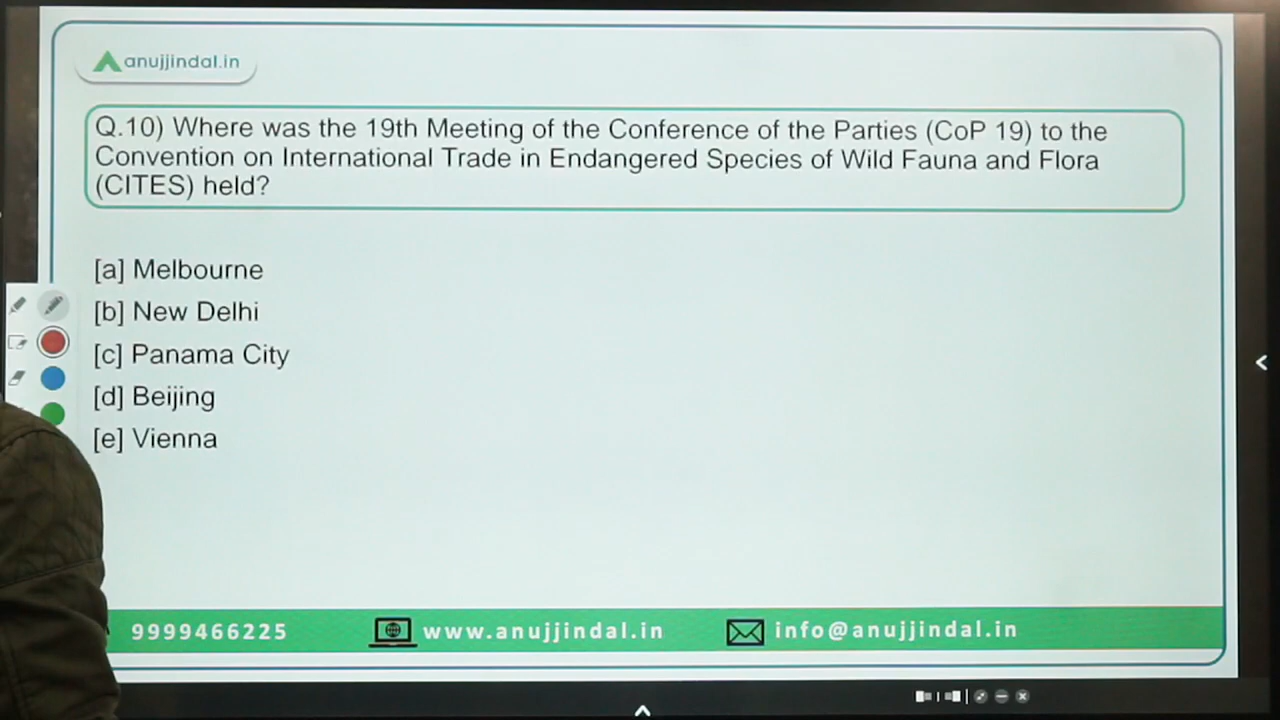 anujjindal.in
Q.10) Where was the 19th Meeting of the Conference of the Parties (CoP 19) to the
Convention on International Trade in Endangered Species of Wild Fauna and Flora
(CITES) held?
[a] Melbourne
[b] New Delhi
[c] Panama City
[d] Beijing
[e] Vienna
9999466225 www.anujjindal.in info@anujjindal.in